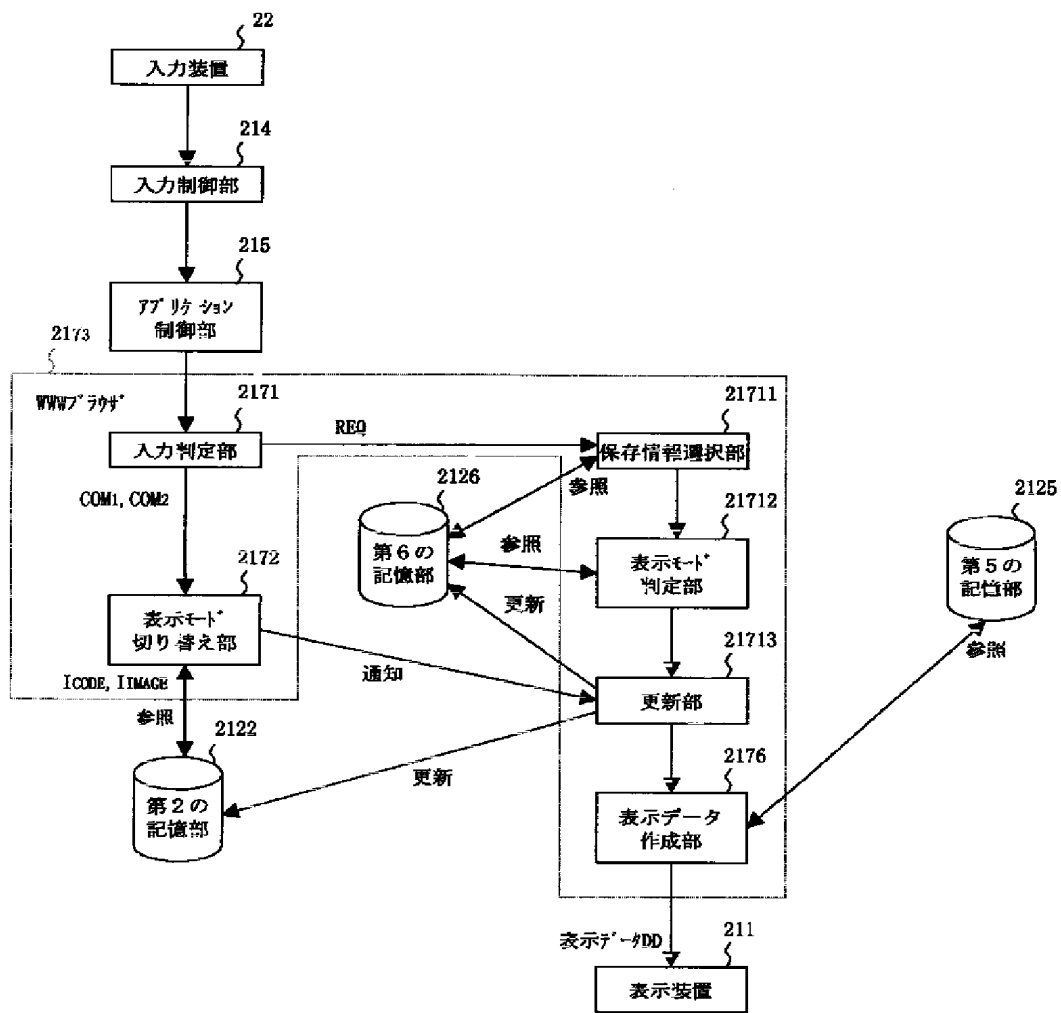 22
入力装置
214
入力制御部
215
アプリケーション
制御部
2173
WWWブラウザ
2171
入力判定部
REQ
21711
保存情報選択部
COM1, COM2
参照
2126
第6の
記憶部
21712
参照
表示モード
判定部
2125
第5の
記憶部
2172
表示モード
切り替え部
更新
21713
通知
更新部
参照
ICODE, IIMAGE
参照
2122
第2の
記憶部
更新
2176
表示データ
作成部
表示データDD
211
表示装置